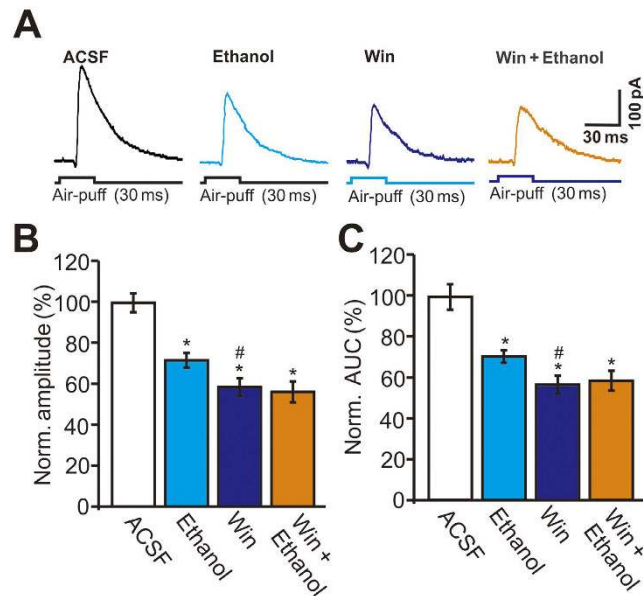 A
ACSF
Ethanol
Win
Win + Ethanol
100 pA
30 ms
Air-puff (30 ms)
Air-puff (30 ms)
Air-puff (30 ms)
Air-puff (30 ms)
B
Norm. amplitude (%)
120
100
80
60
40
20
0
*
#
*
*
ACSF
Ethanol
Win
Win +
Ethanol
C
Norm. AUC (%)
120
100
80
60
40
20
0
*
#
*
*
ACSF
Ethanol
Win
Win +
Ethanol